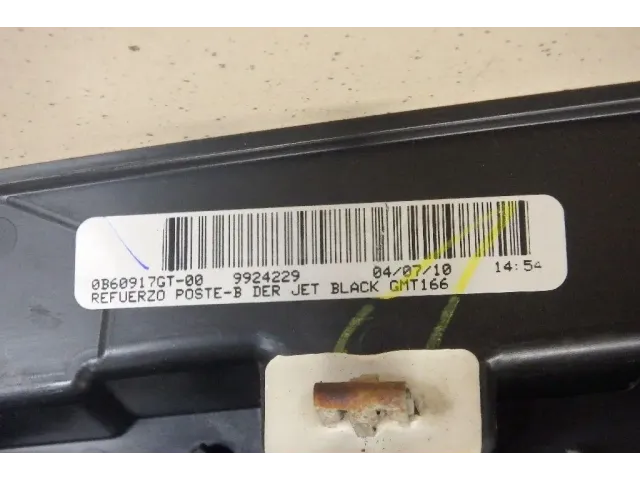 0B60917GT-00 9924229 04/07/10 14:54
REFUERZO POSTE-B DER JET BLACK GMT166